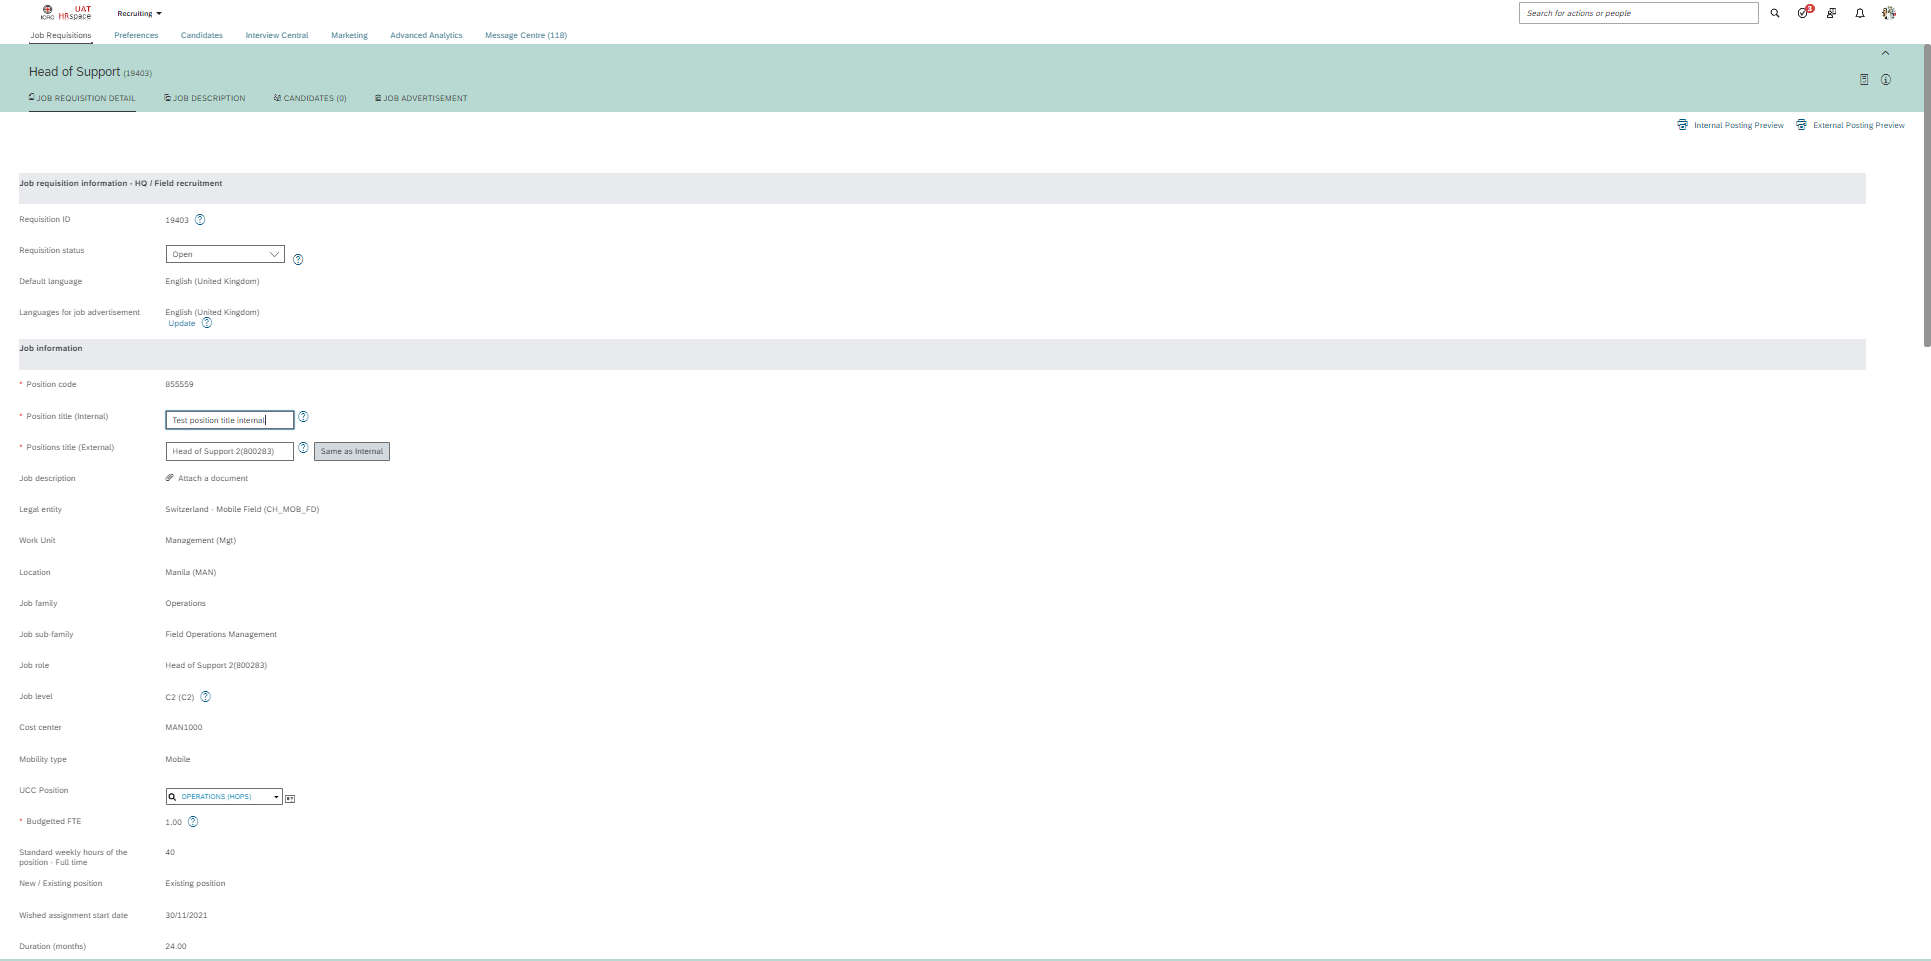 UAT
ICRC HRspace Recruiting Search for actions or people 3
Job Requisitions Preferences Candidates Interview Central Marketing Advanced Analytics Message Centre (118)
Head of Support (19403)
JOB REQUISITION DETAIL JOB DESCRIPTION CANDIDATES (0) JOB ADVERTISEMENT
Internal Posting Preview External Posting Preview
Job requisition information - HQ / Field recruitment
Requisition ID 19403 ?
Requisition status Open ?
Default language English (United Kingdom)
Languages for job advertisement English (United Kingdom)
Update ?
Job information
* Position code 855559
* Position title (Internal) Test position title internal ?
* Positions title (External) Head of Support 2(800283) ? Same as Internal
Job description Attach a document
Legal entity Switzerland - Mobile Field (CH_MOB_FD)
Work Unit Management (Mgt)
Location Manila (MAN)
Job family Operations
Job sub-family Field Operations Management
Job role Head of Support 2(800283)
Job level C2 (C2) ?
Cost center MAN1000
Mobility type Mobile
UCC Position OPERATIONS (HOPS)
* Budgetted FTE 1.00 ?
Standard weekly hours of the 40
position - Full time
New / Existing position Existing position
Wished assignment start date 30/11/2021
Duration (months) 24.00